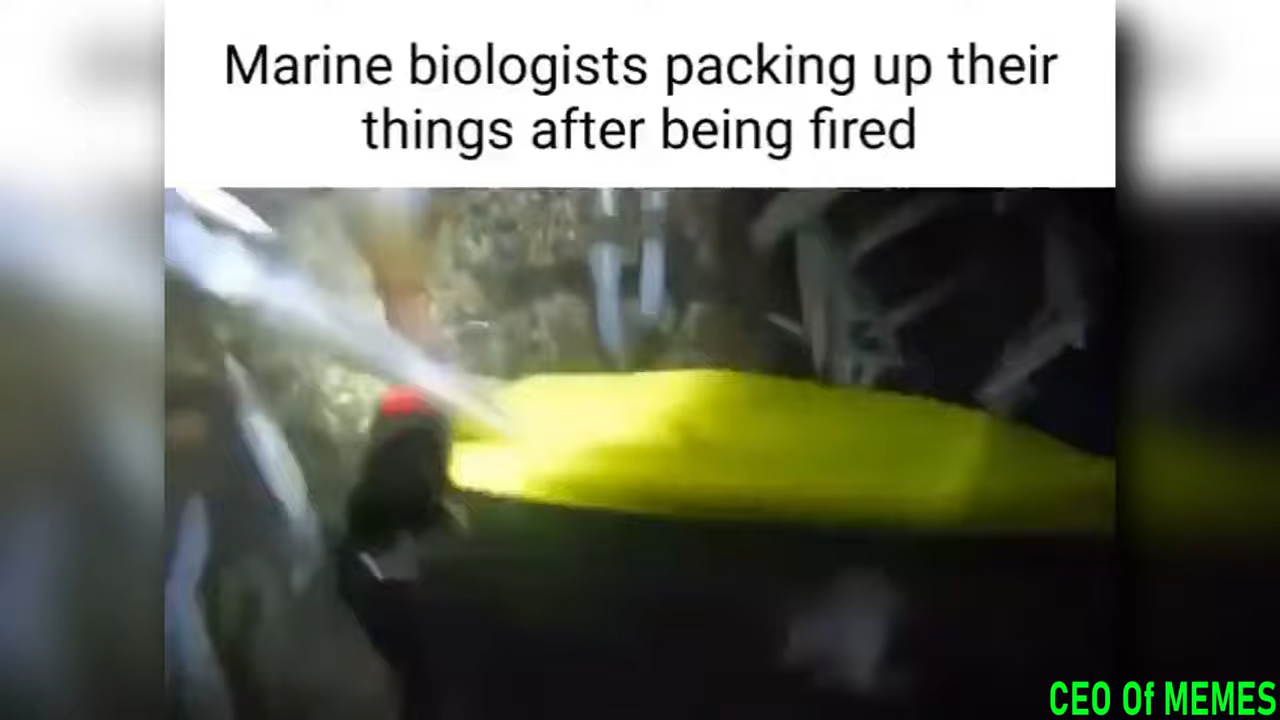 Marine biologists packing up their
things after being fired
CEO Of MEMES